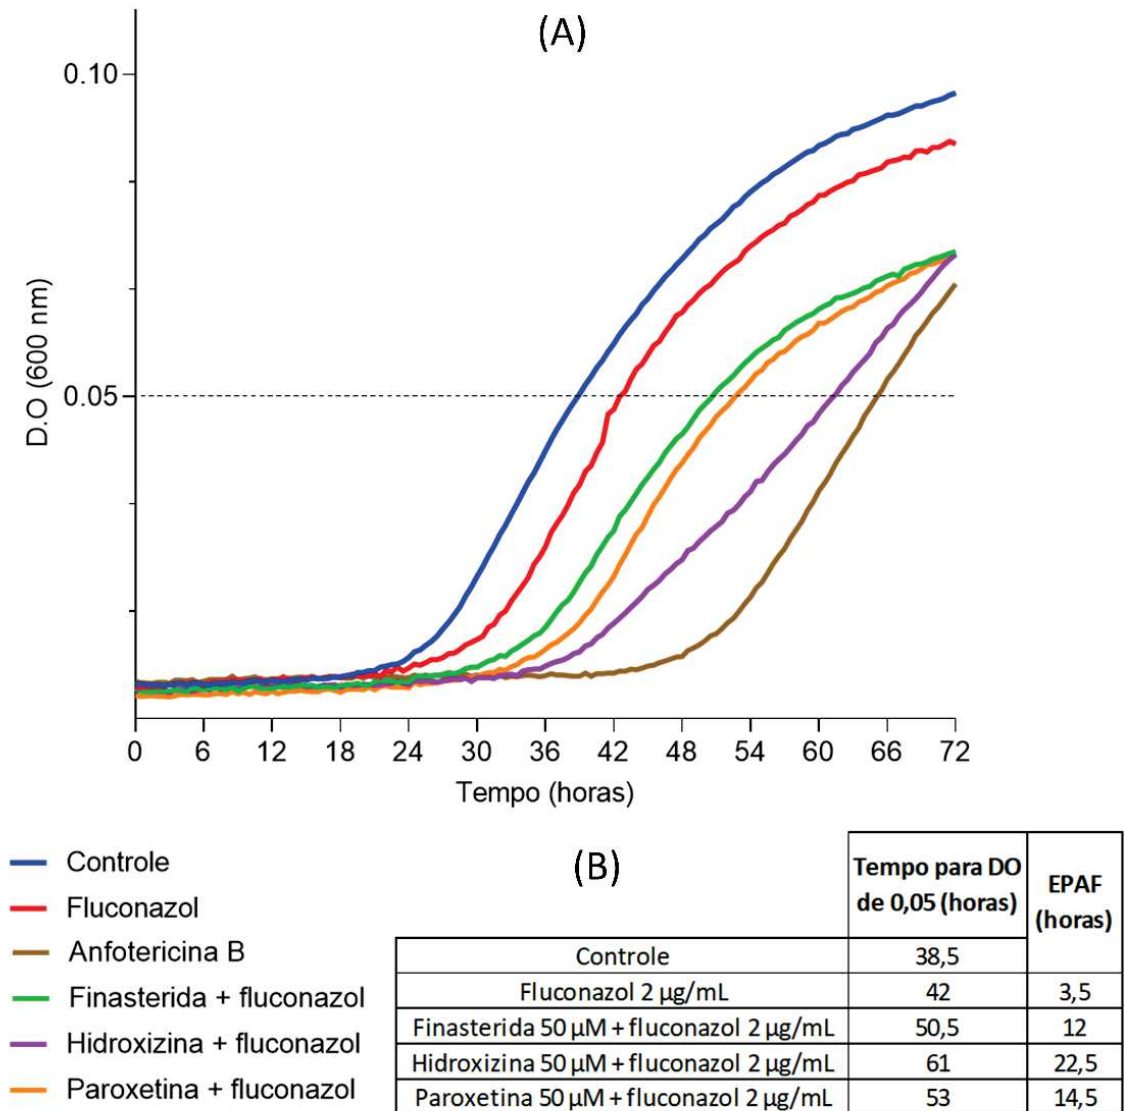 (A)
0.10
0.05
D.O (600 nm)
0 6 12 18 24 30 36 42 48 54 60 66 72
Tempo (horas)
Controle
Fluconazol
Anfotericina B
Finasterida + fluconazol
Hidroxizina + fluconazol
Paroxetina + fluconazol
(B)
Tempo para DO de 0,05 (horas) EPAF (horas)
Controle 38,5
Fluconazol 2 µg/mL 42 3,5
Finasterida 50 µM + fluconazol 2 µg/mL 50,5 12
Hidroxizina 50 µM + fluconazol 2 µg/mL 61 22,5
Paroxetina 50 µM + fluconazol 2 µg/mL 53 14,5